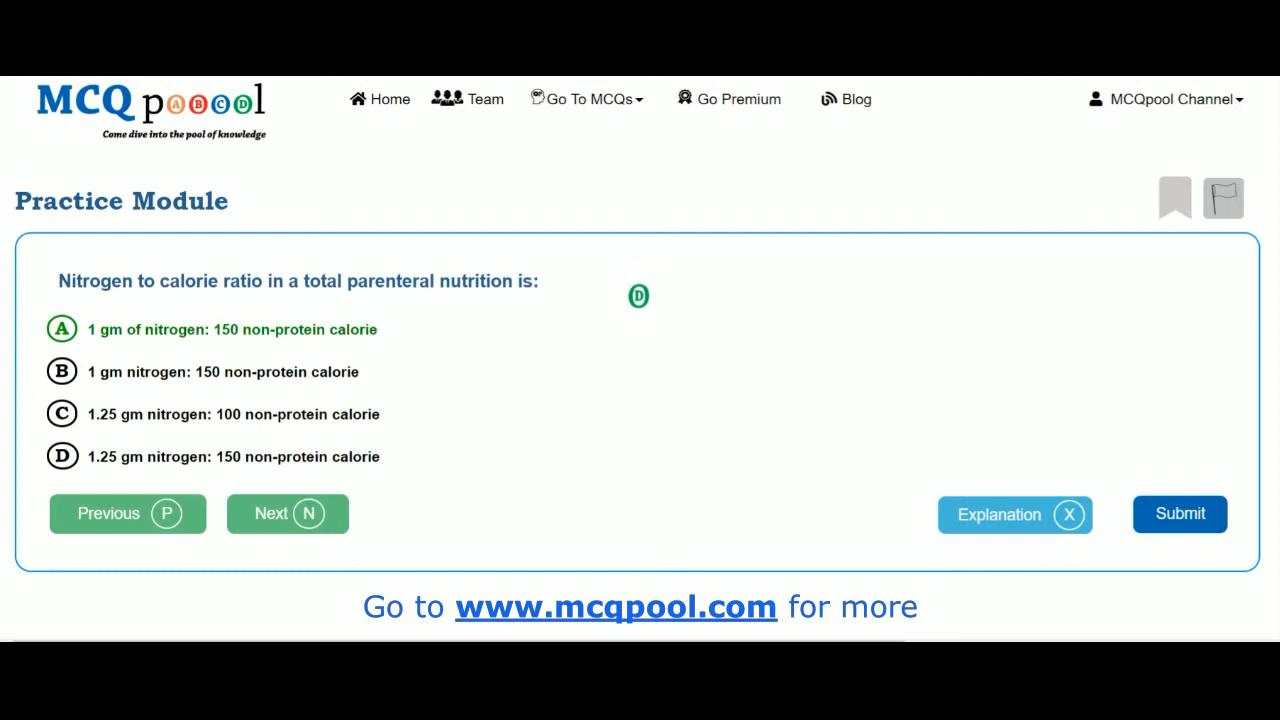 MCQ pooool
Come dive into the pool of knowledge
Home Team Go To MCQs Go Premium Blog MCQpool Channel
Practice Module
Nitrogen to calorie ratio in a total parenteral nutrition is:
D
A 1 gm of nitrogen: 150 non-protein calorie
B 1 gm nitrogen: 150 non-protein calorie
C 1.25 gm nitrogen: 100 non-protein calorie
D 1.25 gm nitrogen: 150 non-protein calorie
Previous P Next N Explanation X Submit
Go to www.mcqpool.com for more